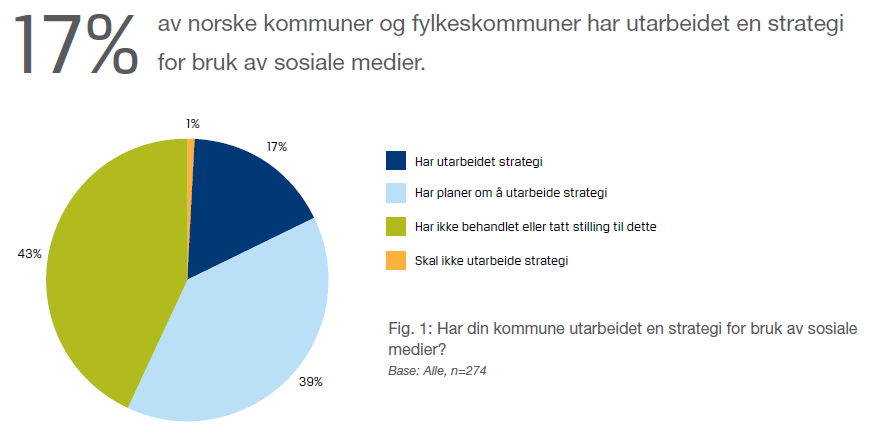 17% av norske kommuner og fylkeskommuner har utarbeidet en strategi
for bruk av sosiale medier.
1%
17%
43%
39%
Har utarbeidet strategi
Har planer om å utarbeide strategi
Har ikke behandlet eller tatt stilling til dette
Skal ikke utarbeide strategi
Fig. 1: Har din kommune utarbeidet en strategi for bruk av sosiale
medier?
Base: Alle, n=274